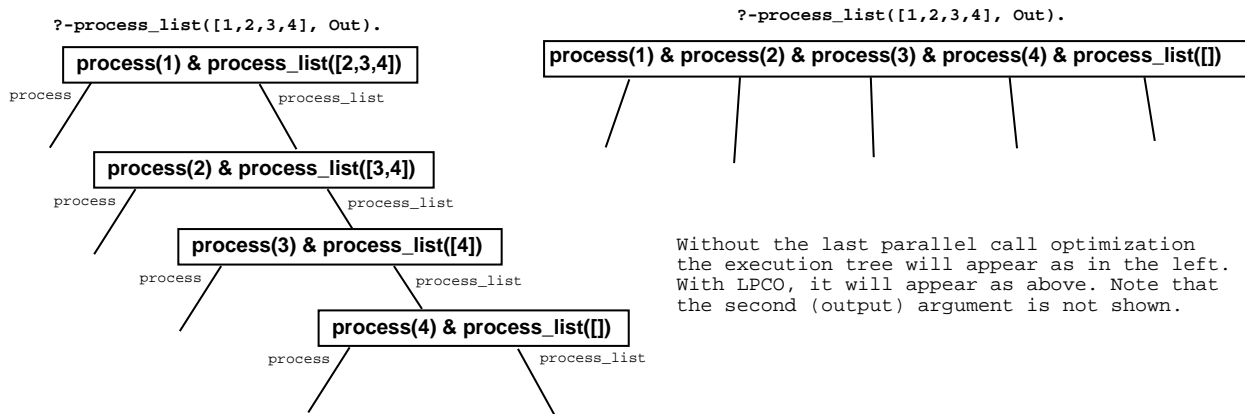 ?-process_list([1,2,3,4], Out).
process(1) & process_list([2,3,4])
process
process_list
process(2) & process_list([3,4])
process
process_list
process(3) & process_list([4])
process
process_list
process(4) & process_list([])
process
process_list
?-process_list([1,2,3,4], Out).
process(1) & process(2) & process(3) & process(4) & process_list([])
Without the last parallel call optimization
the execution tree will appear as in the left.
With LPCO, it will appear as above. Note that
the second (output) argument is not shown.